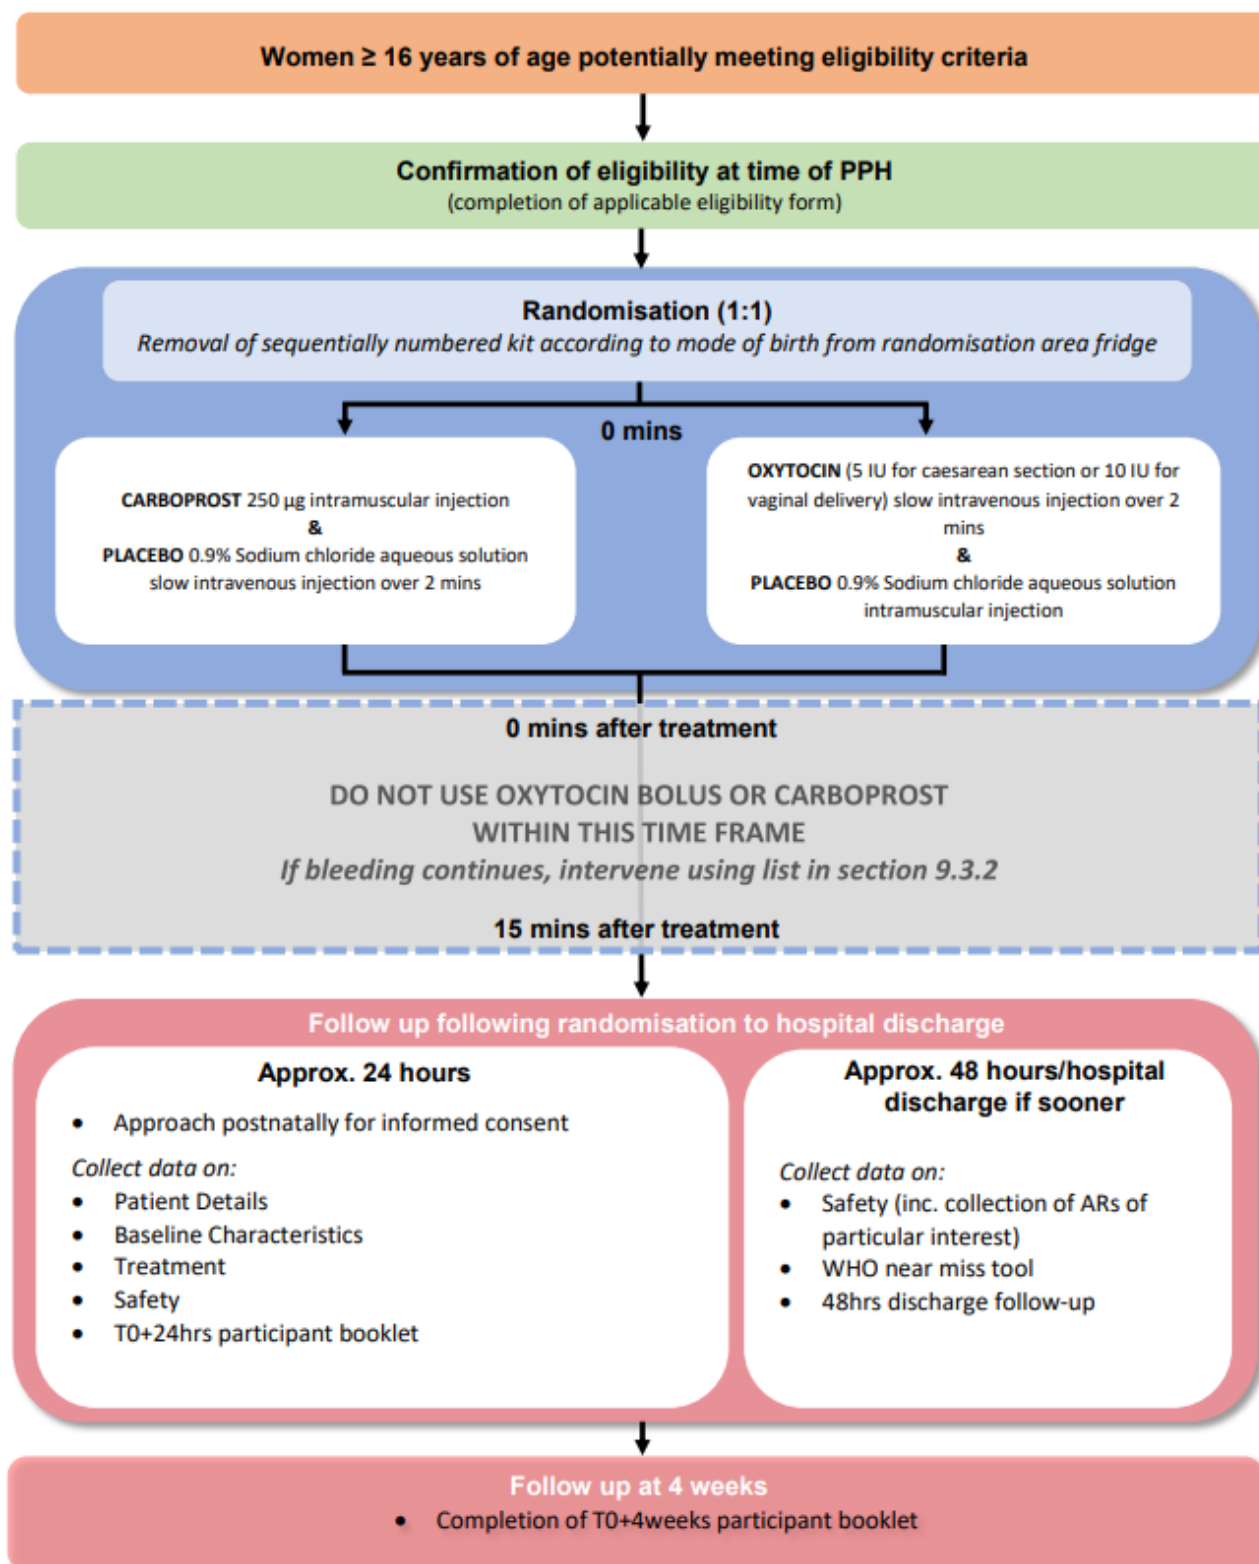 Women ≥ 16 years of age potentially meeting eligibility criteria
Confirmation of eligibility at time of PPH
(completion of applicable eligibility form)
Randomisation (1:1)
Removal of sequentially numbered kit according to mode of birth from randomisation area fridge
0 mins
CARBOPROST 250 µg intramuscular injection
&
PLACEBO 0.9% Sodium chloride aqueous solution
slow intravenous injection over 2 mins
OXYTOCIN (5 IU for caesarean section or 10 IU for
vaginal delivery) slow intravenous injection over 2
mins
&
PLACEBO 0.9% Sodium chloride aqueous solution
intramuscular injection
0 mins after treatment
DO NOT USE OXYTOCIN BOLUS OR CARBOPROST
WITHIN THIS TIME FRAME
If bleeding continues, intervene using list in section 9.3.2
15 mins after treatment
Follow up following randomisation to hospital discharge
Approx. 24 hours
• Approach postnatally for informed consent
Collect data on:
• Patient Details
• Baseline Characteristics
• Treatment
• Safety
• T0+24hrs participant booklet
Approx. 48 hours/hospital
discharge if sooner
Collect data on:
• Safety (inc. collection of ARs of
particular interest)
• WHO near miss tool
• 48hrs discharge follow-up
Follow up at 4 weeks
• Completion of T0+4weeks participant booklet